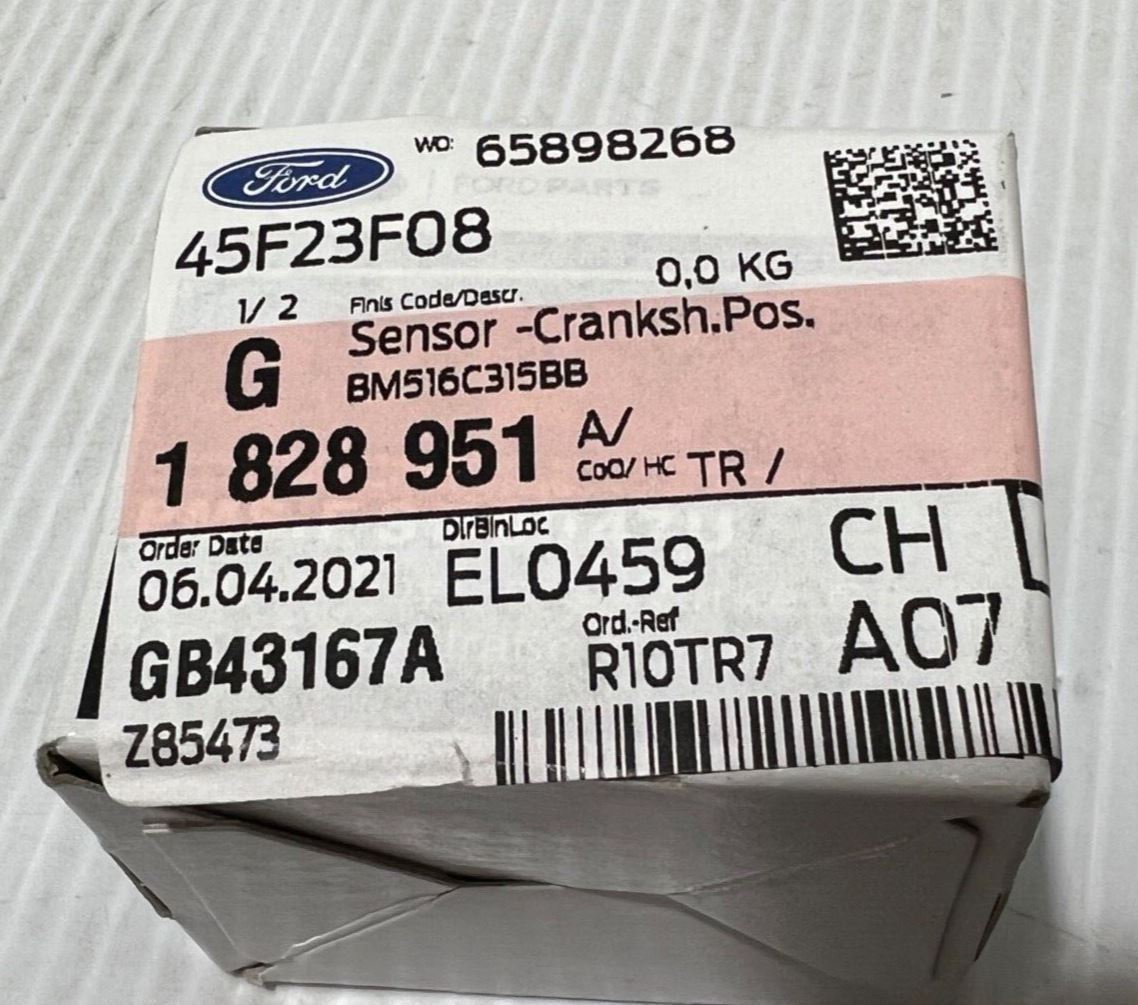 Ford
WO: 65898268
45F23F08
0,0 KG
1/ 2 Finis Code/Descr.
Sensor -Cranksh.Pos.
G BM516C315BB
1 828 951 A/
CoO/ HC TR /
Order Date DlrBinLoc
06.04.2021 EL0459 CH
GB43167A Ord.-Ref
R10TR7 A07
Z85473